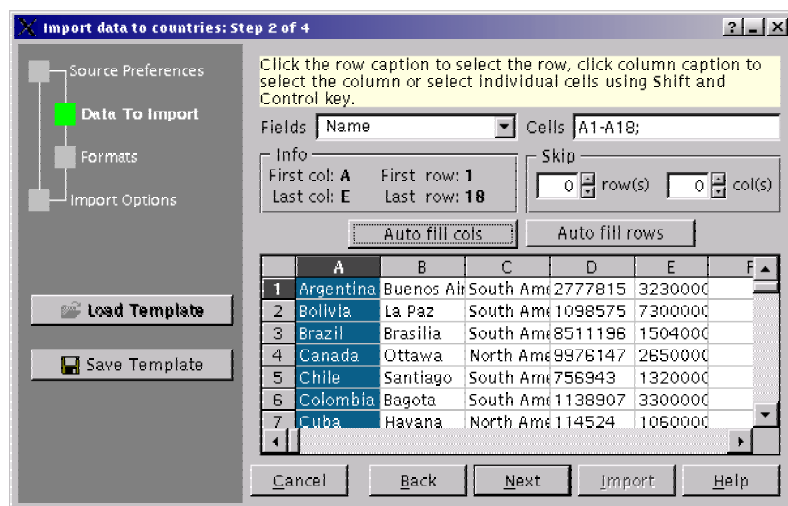 Import data to countries: Step 2 of 4
Source Preferences
Data To Import
Formats
Import Options
Load Template
Save Template
Click the row caption to select the row, click column caption to
select the column or select individual cells using Shift and
Control key.
Fields Name Cells A1-A18;
Info
First col: A First row: 1
Last col: E Last row: 18
Skip
0 row(s) 0 col(s)
Auto fill cols Auto fill rows
A B C D E F
1 Argentina Buenos Air South Ame 2777815 3230000
2 Bolivia La Paz South Ame 1098575 7300000
3 Brazil Brasilia South Ame 8511196 1504000
4 Canada Ottawa North Ame 9976147 2650000
5 Chile Santiago South Ame 756943 1320000
6 Colombia Bagota South Ame 1138907 3300000
7 Cuba Havana North Ame 114524 1060000
Cancel Back Next Import Help